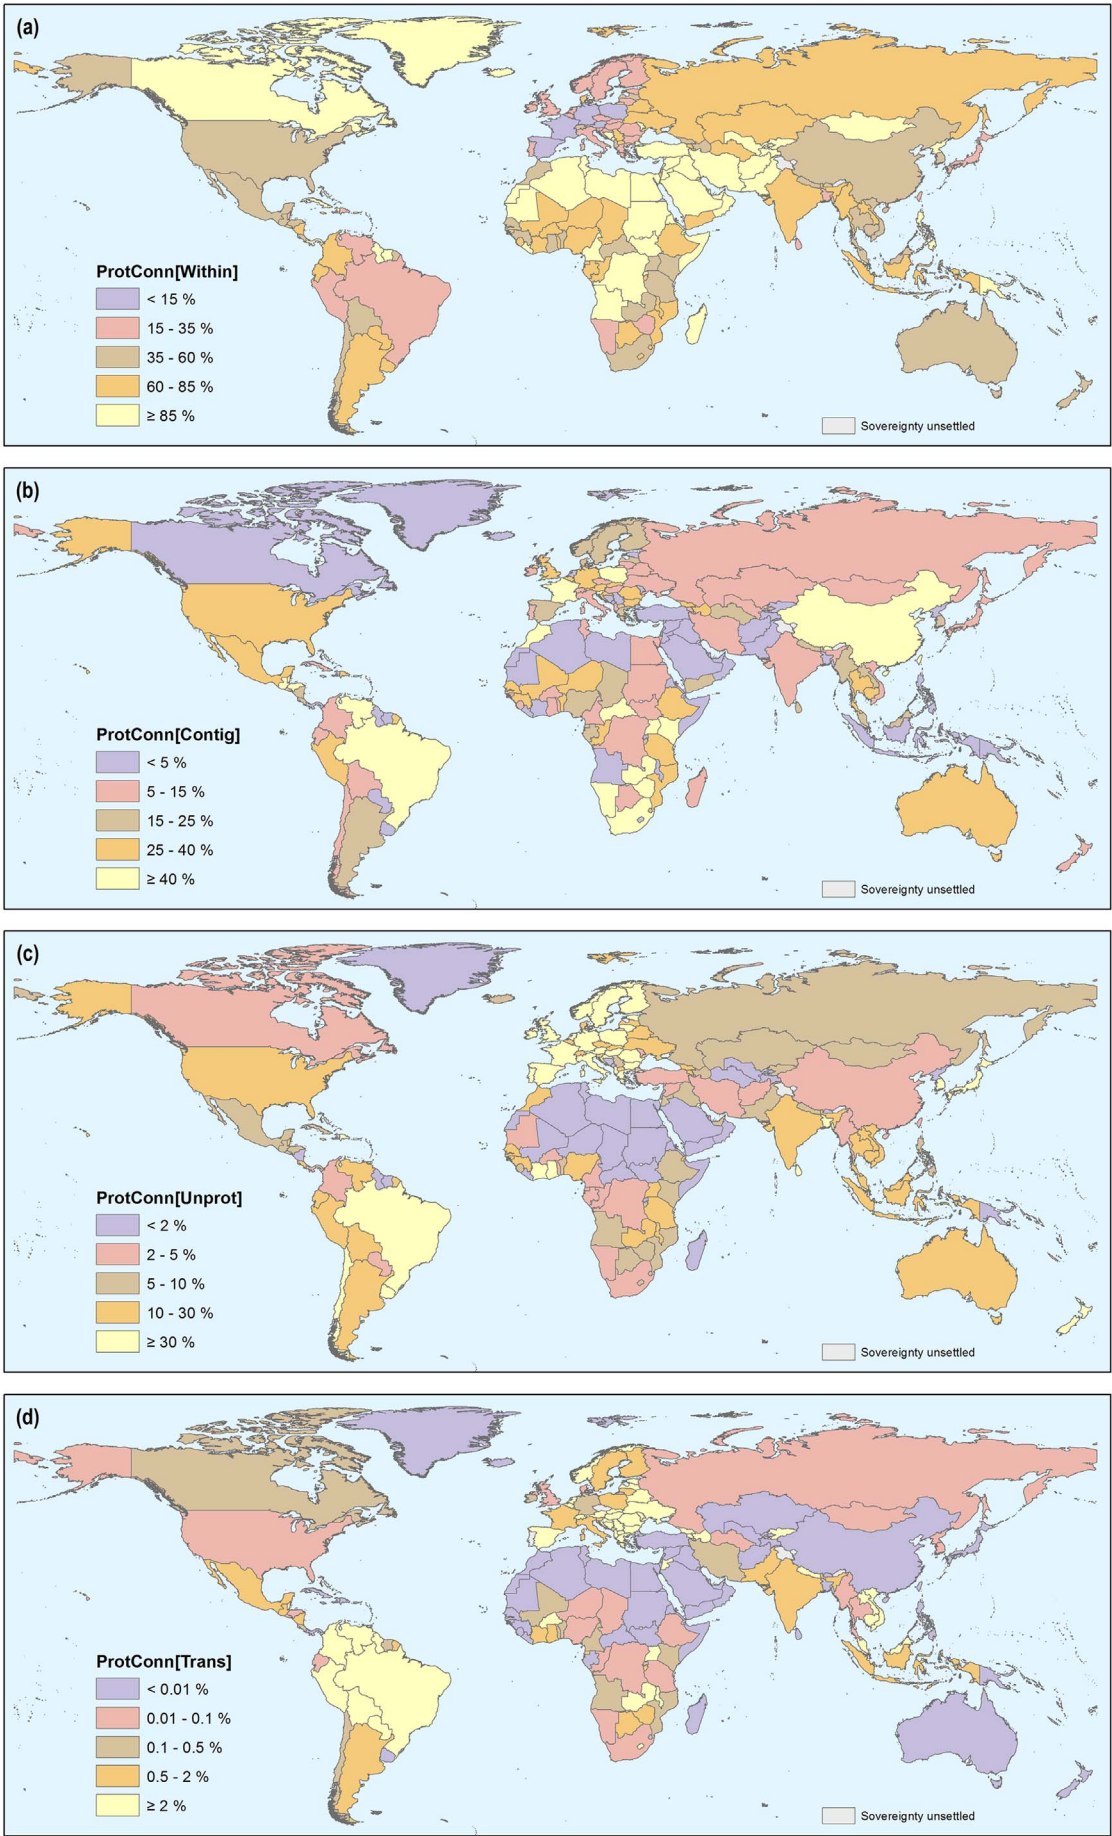 (a)
ProtConn[Within]
< 15 %
15 - 35 %
35 - 60 %
60 - 85 %
≥ 85 %
Sovereignty unsettled
(b)
ProtConn[Contig]
< 5 %
5 - 15 %
15 - 25 %
25 - 40 %
≥ 40 %
Sovereignty unsettled
(c)
ProtConn[Unprot]
< 2 %
2 - 5 %
5 - 10 %
10 - 30 %
≥ 30 %
Sovereignty unsettled
(d)
ProtConn[Trans]
< 0.01 %
0.01 - 0.1 %
0.1 - 0.5 %
0.5 - 2 %
≥ 2 %
Sovereignty unsettled